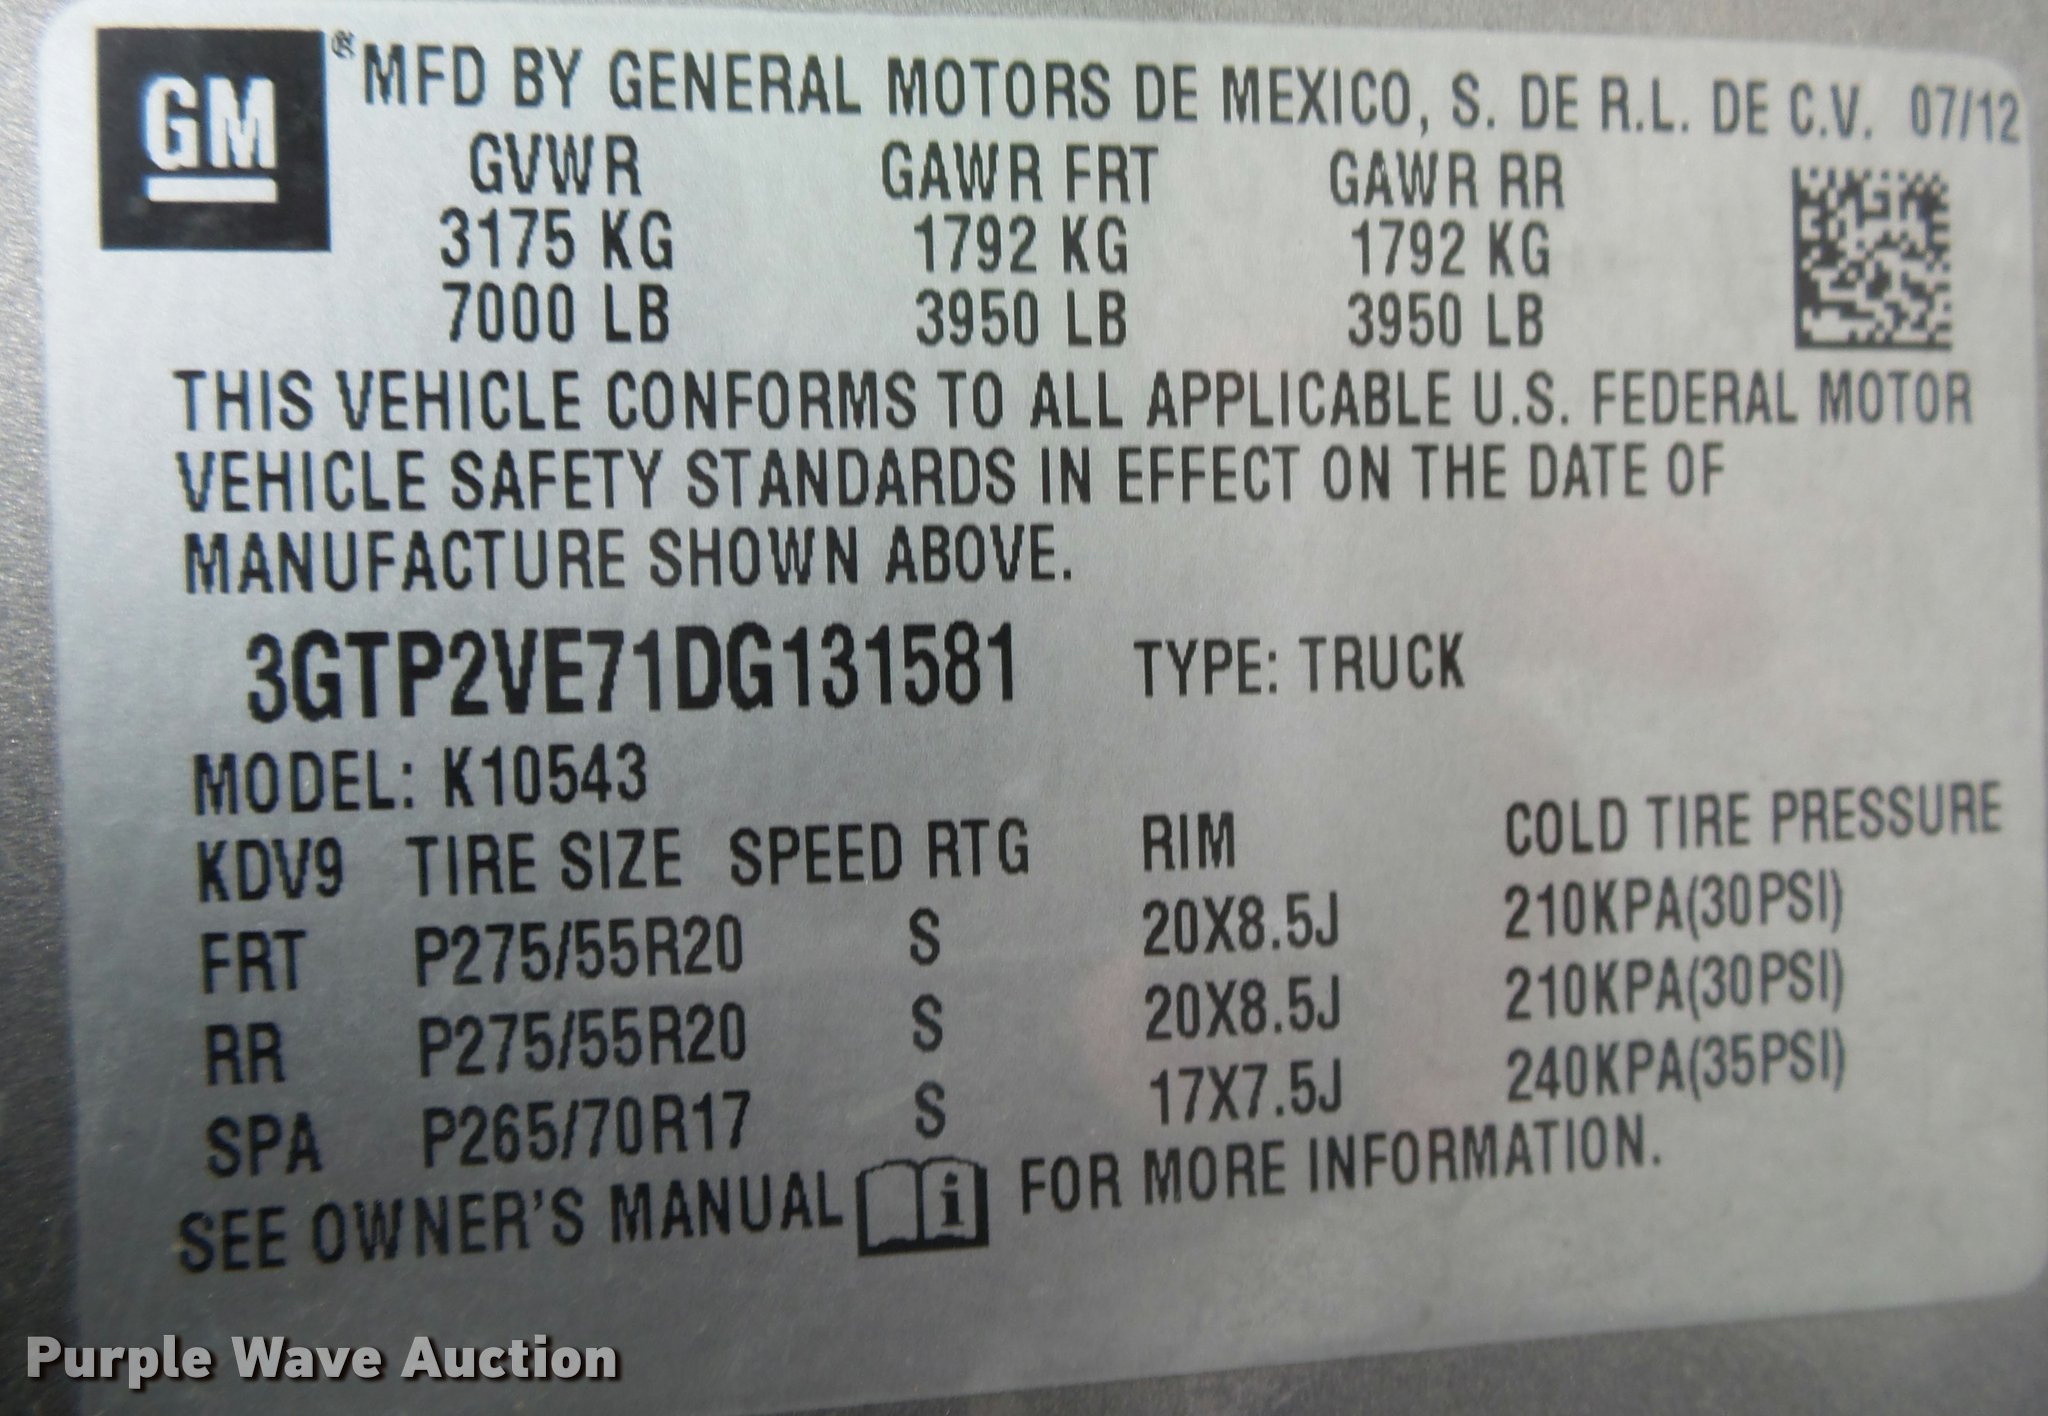 GM ® MFD BY GENERAL MOTORS DE MEXICO, S. DE R.L. DE C.V. 07/12
GVWR GAWR FRT GAWR RR
3175 KG 1792 KG 1792 KG
7000 LB 3950 LB 3950 LB
THIS VEHICLE CONFORMS TO ALL APPLICABLE U.S. FEDERAL MOTOR
VEHICLE SAFETY STANDARDS IN EFFECT ON THE DATE OF
MANUFACTURE SHOWN ABOVE.
3GTP2VE71DG131581 TYPE: TRUCK
MODEL: K10543
KDV9 TIRE SIZE SPEED RTG RIM COLD TIRE PRESSURE
FRT P275/55R20 S 20X8.5J 210KPA(30PSI)
RR P275/55R20 S 20X8.5J 210KPA(30PSI)
SPA P265/70R17 S 17X7.5J 240KPA(35PSI)
SEE OWNER'S MANUAL i FOR MORE INFORMATION.
Purple Wave Auction